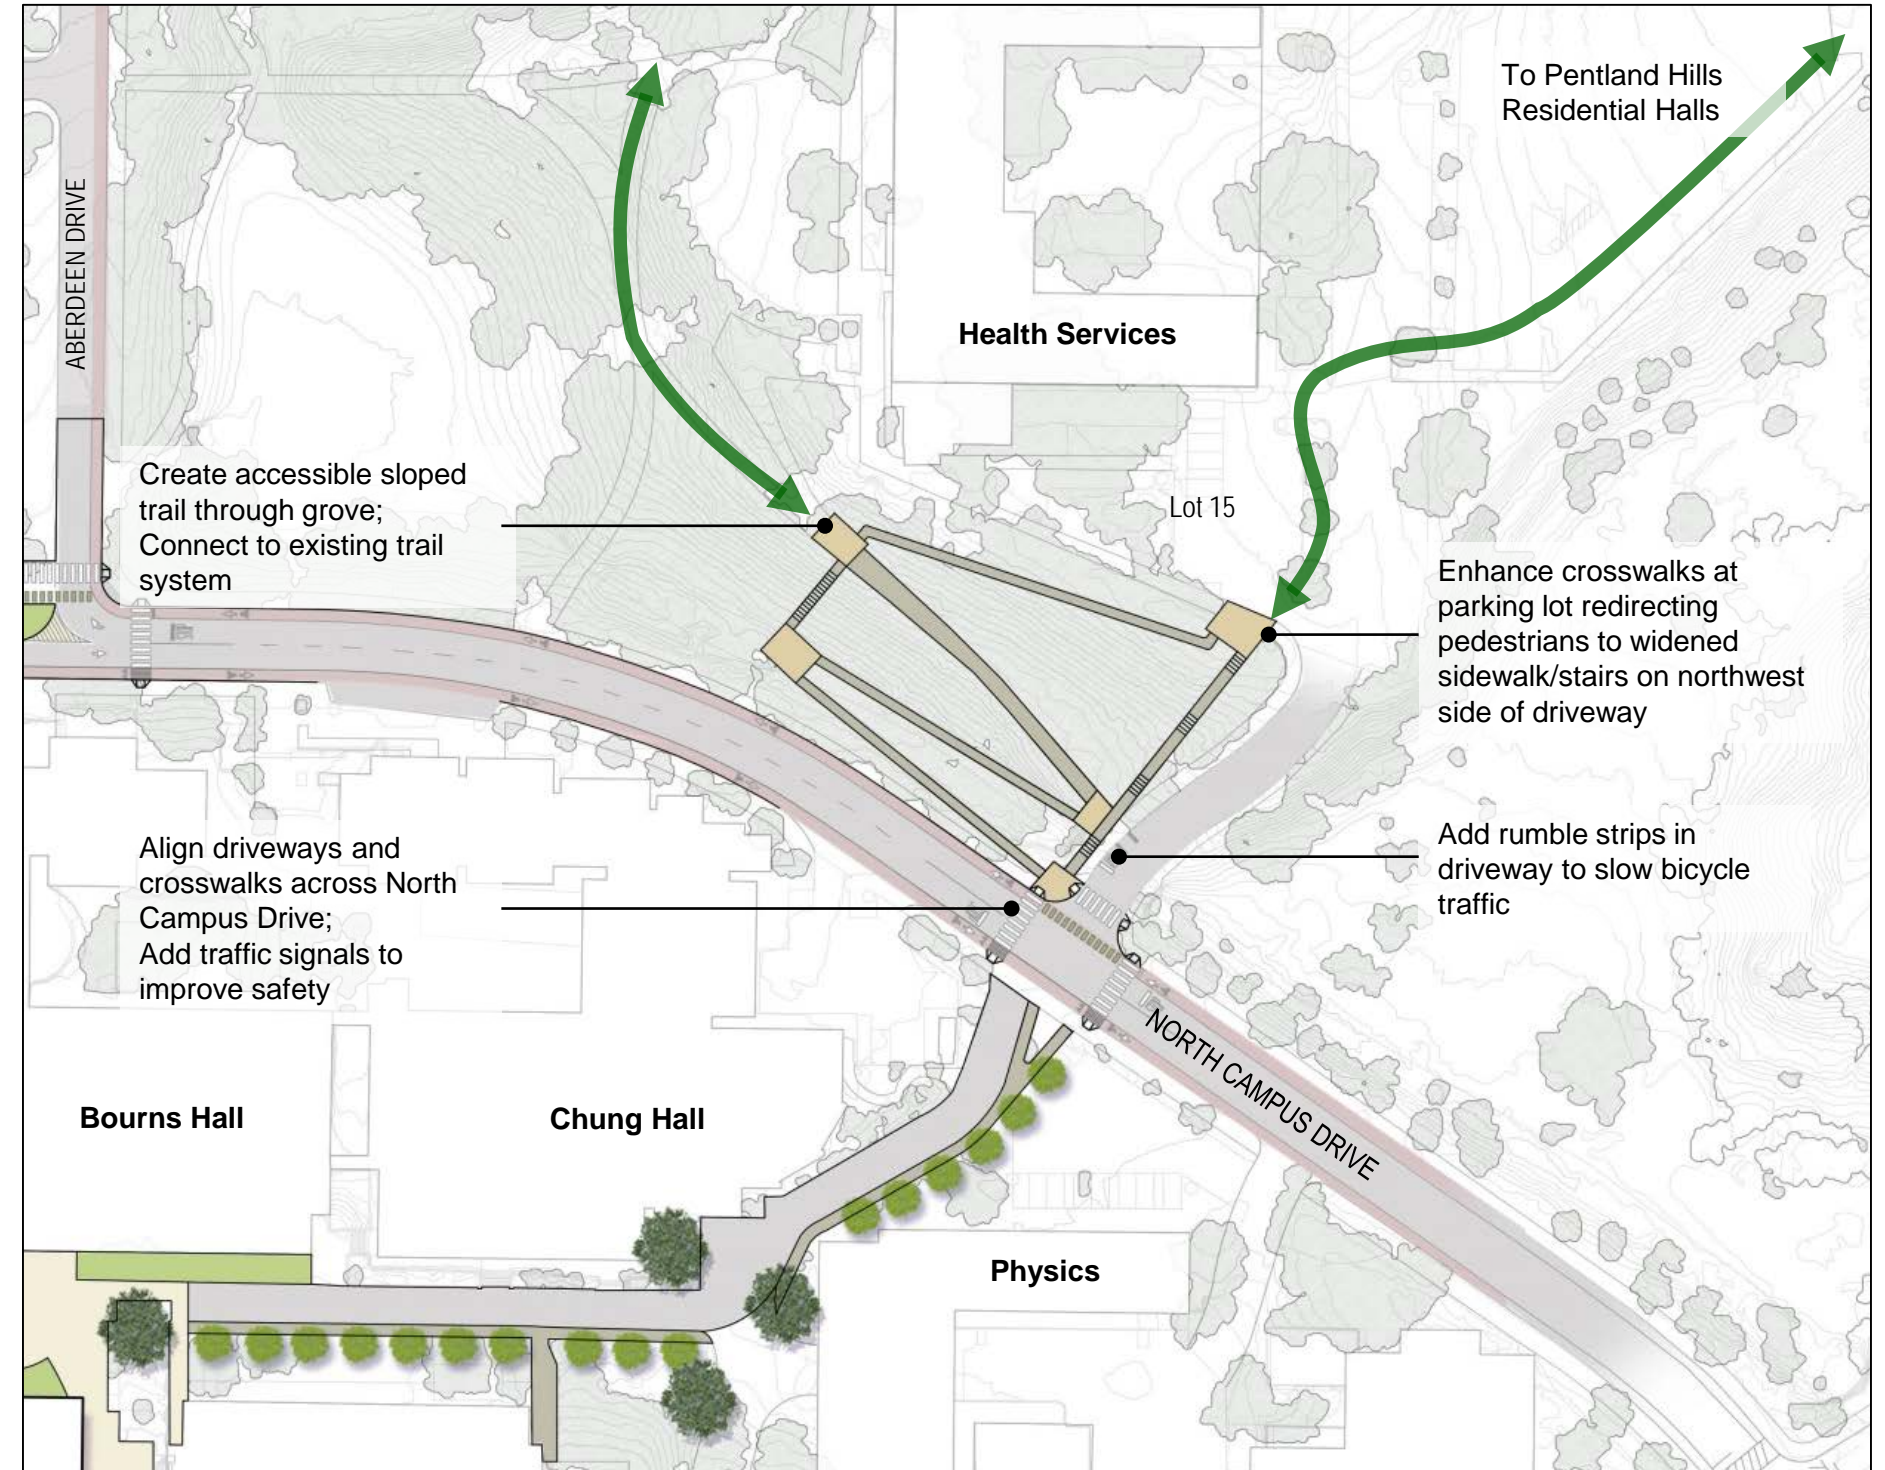 To Pentland Hills
Residential Halls
ABERDEEN DRIVE
Health Services
Create accessible sloped
trail through grove;
Connect to existing trail
system
Lot 15
Enhance crosswalks at
parking lot redirecting
pedestrians to widened
sidewalk/stairs on northwest
side of driveway
Align driveways and
crosswalks across North
Campus Drive;
Add traffic signals to
improve safety
Add rumble strips in
driveway to slow bicycle
traffic
NORTH CAMPUS DRIVE
Bourns Hall
Chung Hall
Physics